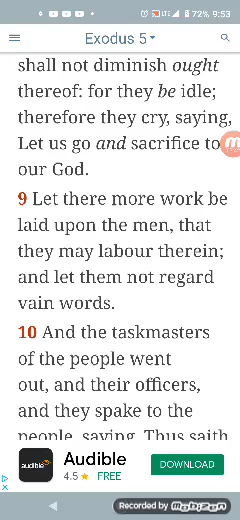 72% 9:53
Exodus 5
shall not diminish ought
thereof: for they be idle;
therefore they cry, saying,
Let us go and sacrifice to
our God.
9 Let there more work be
laid upon the men, that
they may labour therein;
and let them not regard
vain words.
10 And the taskmasters
of the people went
out, and their officers,
and they spake to the
people, saying, Thus saith
audible
Audible
4.5 FREE
DOWNLOAD
Recorded by mobizen